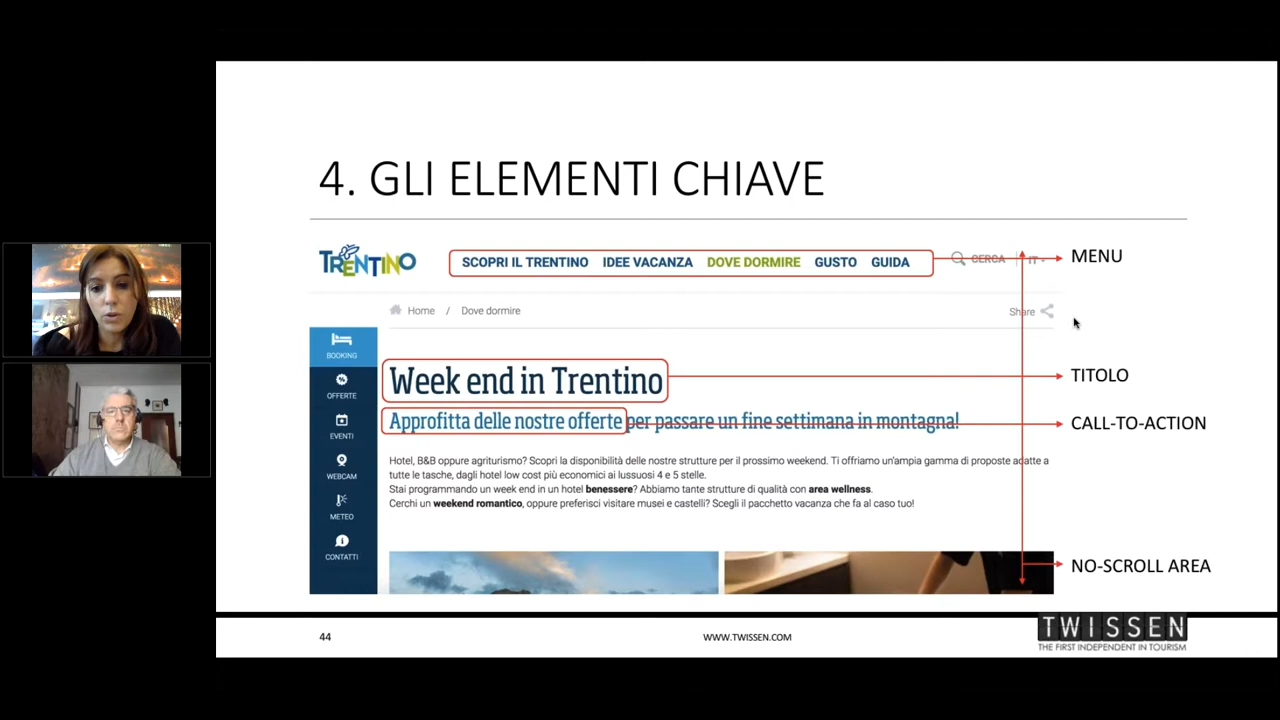 4. GLI ELEMENTI CHIAVE
TRENTINO
SCOPRI IL TRENTINO IDEE VACANZA DOVE DORMIRE GUSTO GUIDA
CERCA
IT
MENU
Home / Dove dormire
Share
BOOKING
OFFERTE
EVENTI
WEBCAM
METEO
CONTATTI
Week end in Trentino
TITOLO
Approfitta delle nostre offerte per passare un fine settimana in montagna!
CALL-TO-ACTION
Hotel, B&B oppure agriturismo? Scopri la disponibilità delle nostre strutture per il prossimo weekend. Ti offriamo un'ampia gamma di proposte adatte a
tutte le tasche, dagli hotel low cost più economici ai lussuosi 4 e 5 stelle.
Stai programmando un week end in un hotel benessere? Abbiamo tante strutture di qualità con area wellness.
Cerchi un weekend romantico, oppure preferisci visitare musei e castelli? Scegli il pacchetto vacanza che fa al caso tuo!
NO-SCROLL AREA
44
WWW.TWISSEN.COM
TWISSEN
THE FIRST INDEPENDENT IN TOURISM